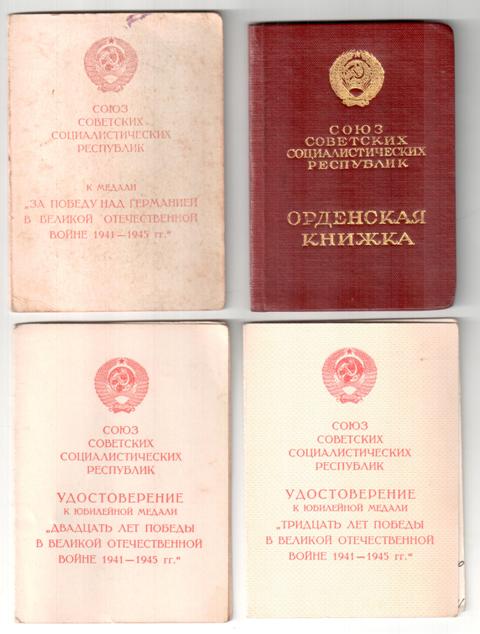 СОЮЗ
СОВЕТСКИХ
СОЦИАЛИСТИЧЕСКИХ
РЕСПУБЛИК
К МЕДАЛИ
„ЗА ПОБЕДУ НАД ГЕРМАНИЕЙ
В ВЕЛИКОЙ ОТЕЧЕСТВЕННОЙ
ВОЙНЕ 1941—1945 гг.“
СОЮЗ
СОВЕТСКИХ
СОЦИАЛИСТИЧЕСКИХ
РЕСПУБЛИК
ОРДЕНСКАЯ
КНИЖКА
СОЮЗ
СОВЕТСКИХ
СОЦИАЛИСТИЧЕСКИХ
РЕСПУБЛИК
УДОСТОВЕРЕНИЕ
К ЮБИЛЕЙНОЙ МЕДАЛИ
„ДВАДЦАТЬ ЛЕТ ПОБЕДЫ
В ВЕЛИКОЙ ОТЕЧЕСТВЕННОЙ
ВОЙНЕ 1941—1945 гг.“
СОЮЗ
СОВЕТСКИХ
СОЦИАЛИСТИЧЕСКИХ
РЕСПУБЛИК
УДОСТОВЕРЕНИЕ
К ЮБИЛЕЙНОЙ МЕДАЛИ
„ТРИДЦАТЬ ЛЕТ ПОБЕДЫ
В ВЕЛИКОЙ ОТЕЧЕСТВЕННОЙ
ВОЙНЕ 1941—1945 гг.“